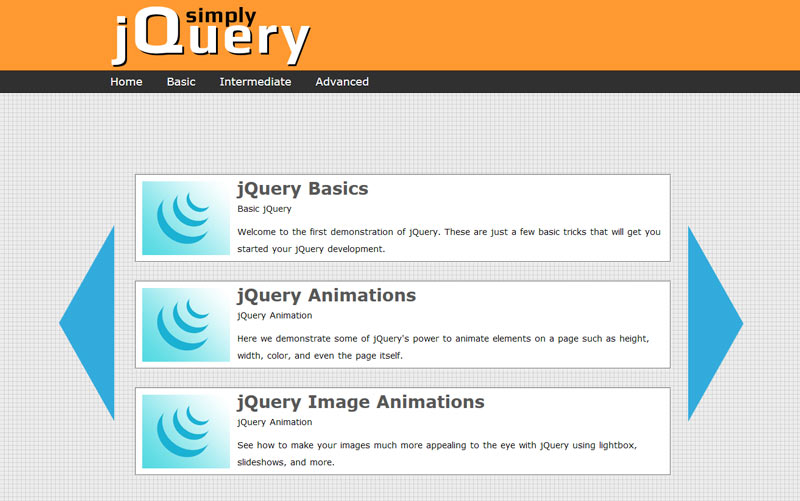 simply
jQuery
Home Basic Intermediate Advanced
jQuery Basics
Basic jQuery
Welcome to the first demonstration of jQuery. These are just a few basic tricks that will get you
started your jQuery development.
jQuery Animations
jQuery Animation
Here we demonstrate some of jQuery's power to animate elements on a page such as height,
width, color, and even the page itself.
jQuery Image Animations
jQuery Animation
See how to make your images much more appealing to the eye with jQuery using lightbox,
slideshows, and more.